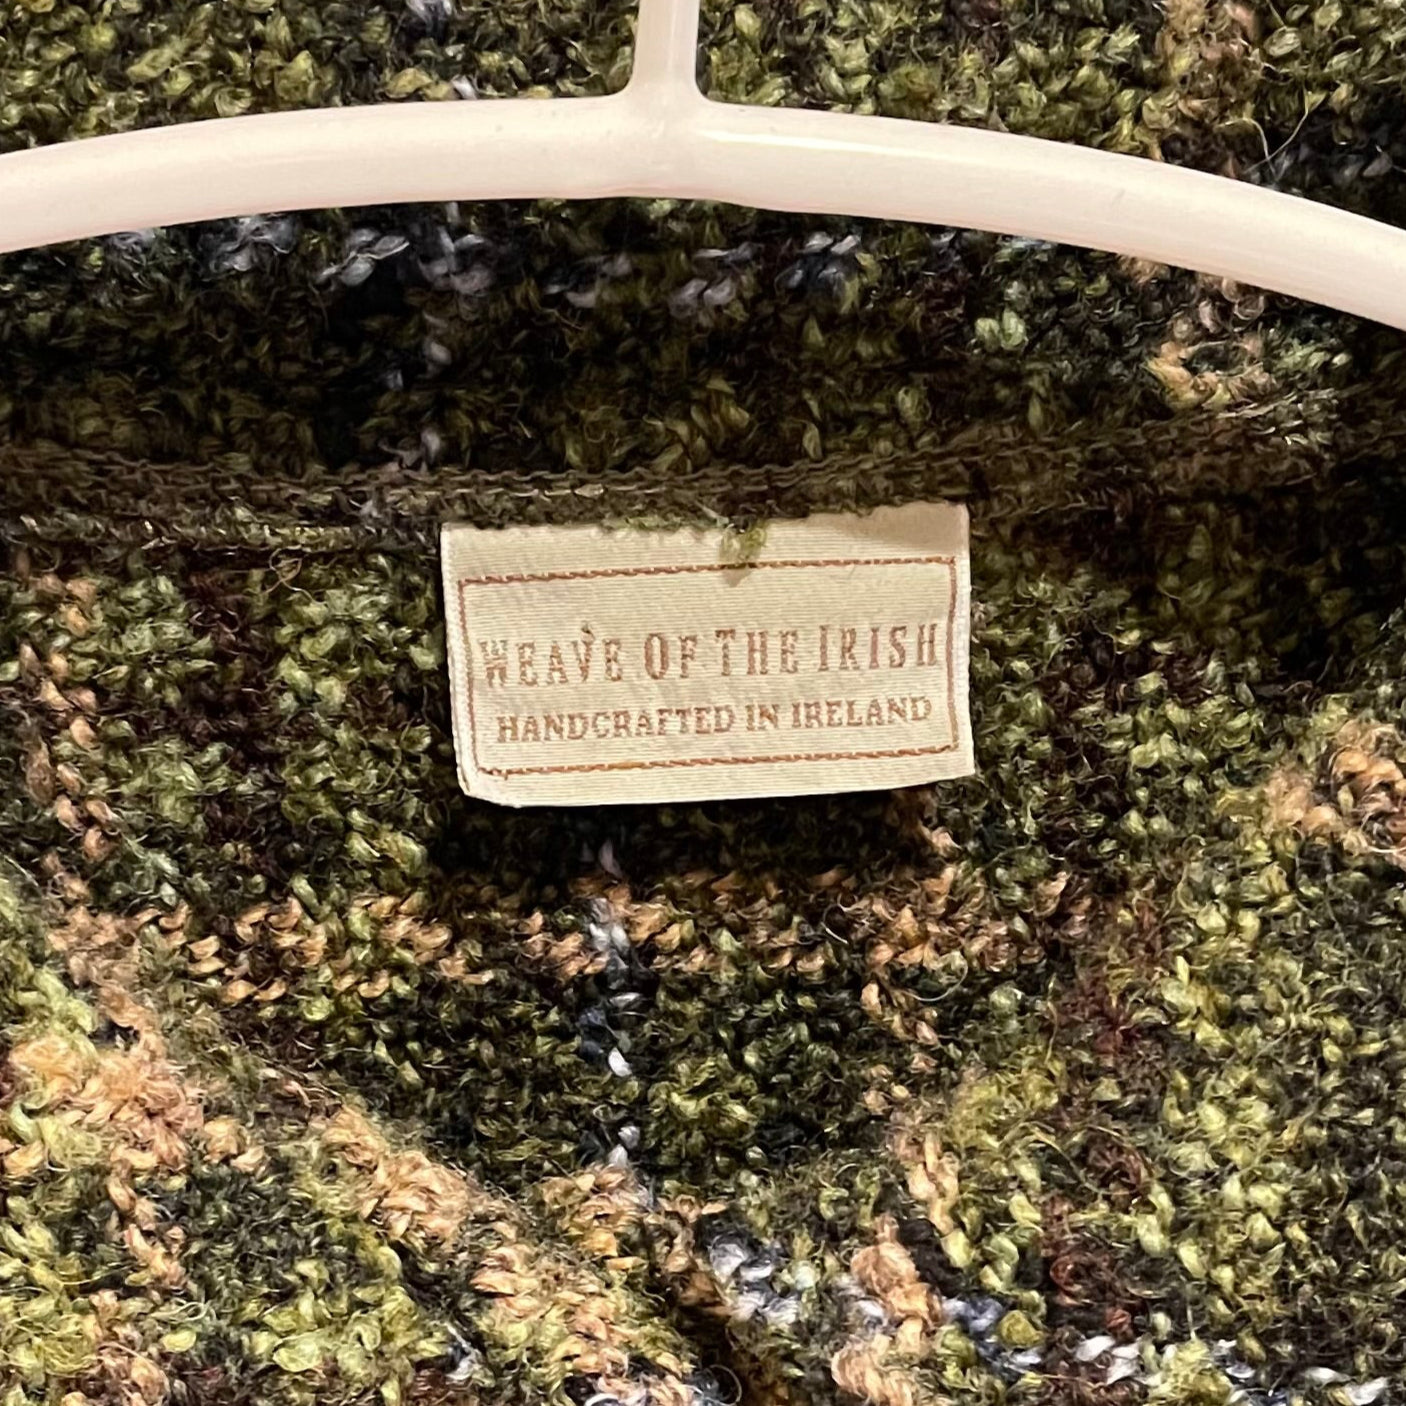 WEAVE OF THE IRISH
HANDCRAFTED IN IRELAND